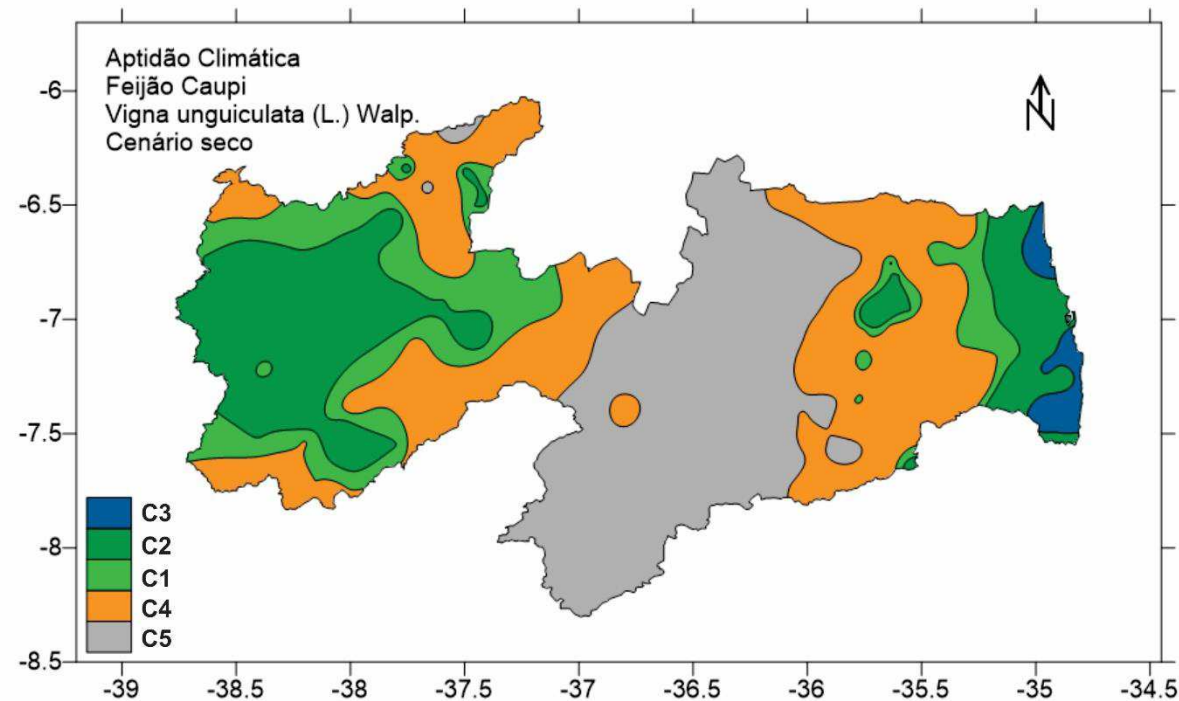 Aptidão Climática
Feijão Caupi
Vigna unguiculata (L.) Walp.
Cenário seco
N
-6
-6.5
-7
-7.5
-8
-8.5
C3
C2
C1
C4
C5
-39
-38.5
-38
-37.5
-37
-36.5
-36
-35.5
-35
-34.5